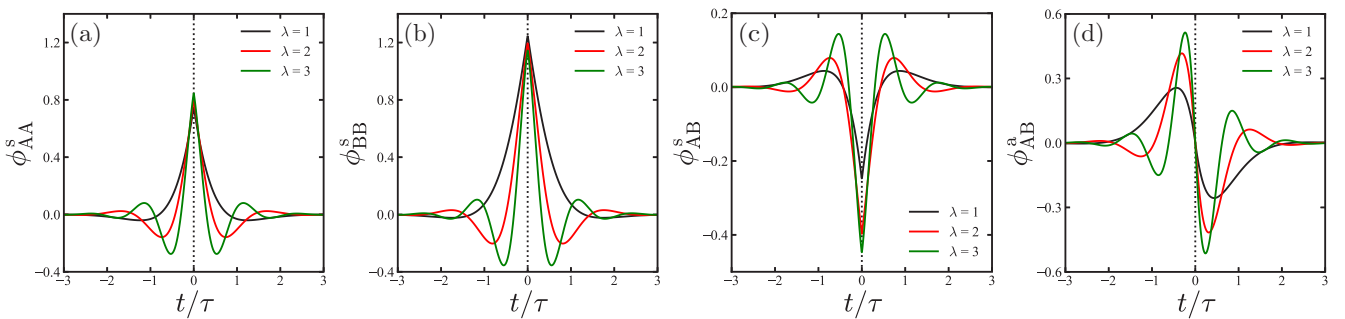 (a)
λ = 1
λ = 2
λ = 3
1.2
0.8
0.4
0.0
−0.4
−3 −2 −1 0 1 2 3
ϕ^s_AA
t/τ
(b)
λ = 1
λ = 2
λ = 3
1.2
0.8
0.4
0.0
−0.4
−3 −2 −1 0 1 2 3
ϕ^s_BB
t/τ
(c)
0.2
0.0
−0.2
−0.4
λ = 1
λ = 2
λ = 3
−3 −2 −1 0 1 2 3
ϕ^s_AB
t/τ
(d)
λ = 1
λ = 2
λ = 3
0.6
0.3
0.0
−0.3
−0.6
−3 −2 −1 0 1 2 3
ϕ^a_AB
t/τ